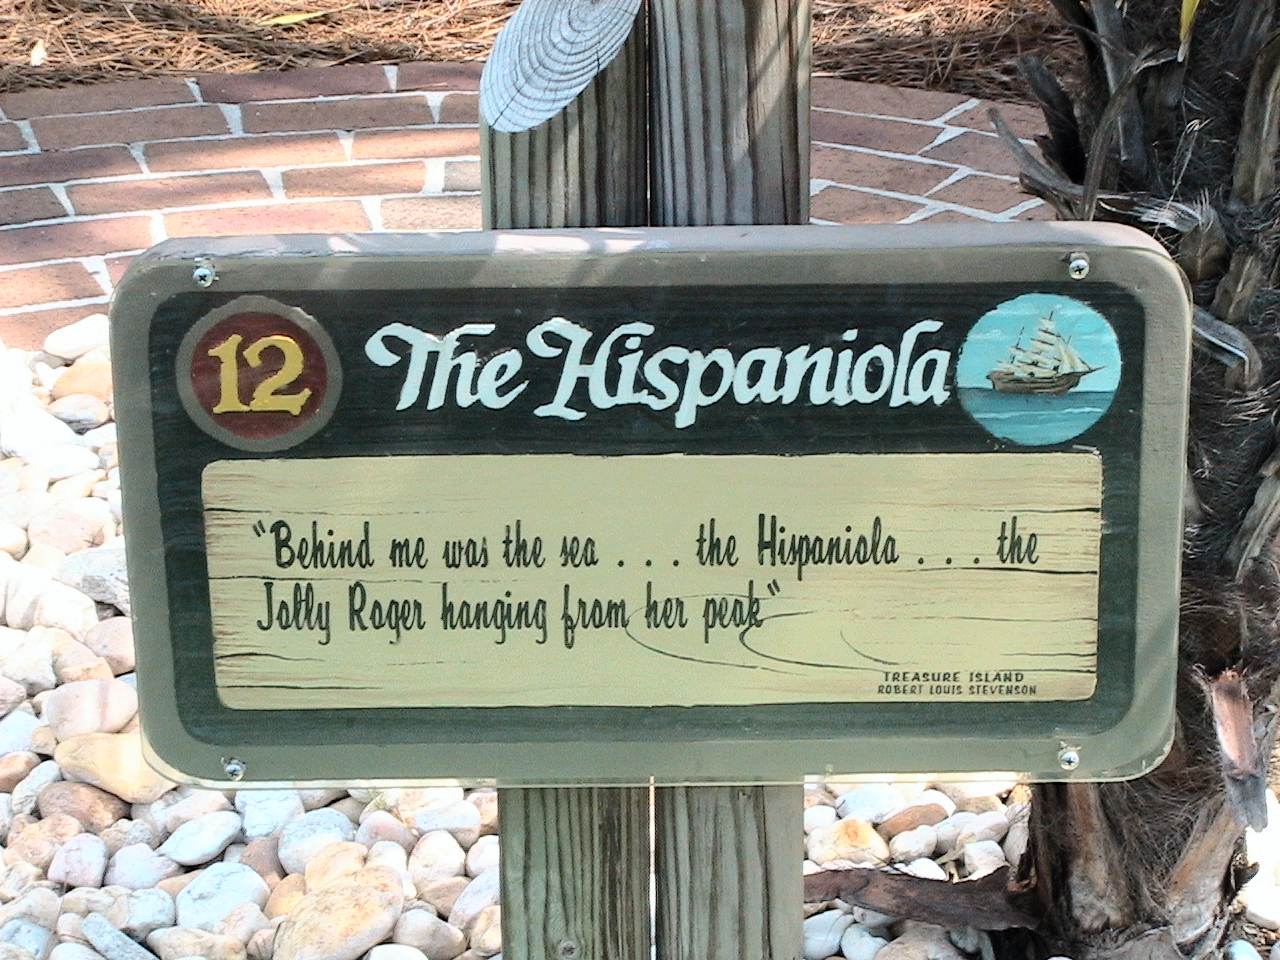 12
The Hispaniola
"Behind me was the sea . . . the Hispaniola . . . the
Jolly Roger hanging from her peak"
TREASURE ISLAND
ROBERT LOUIS STEVENSON